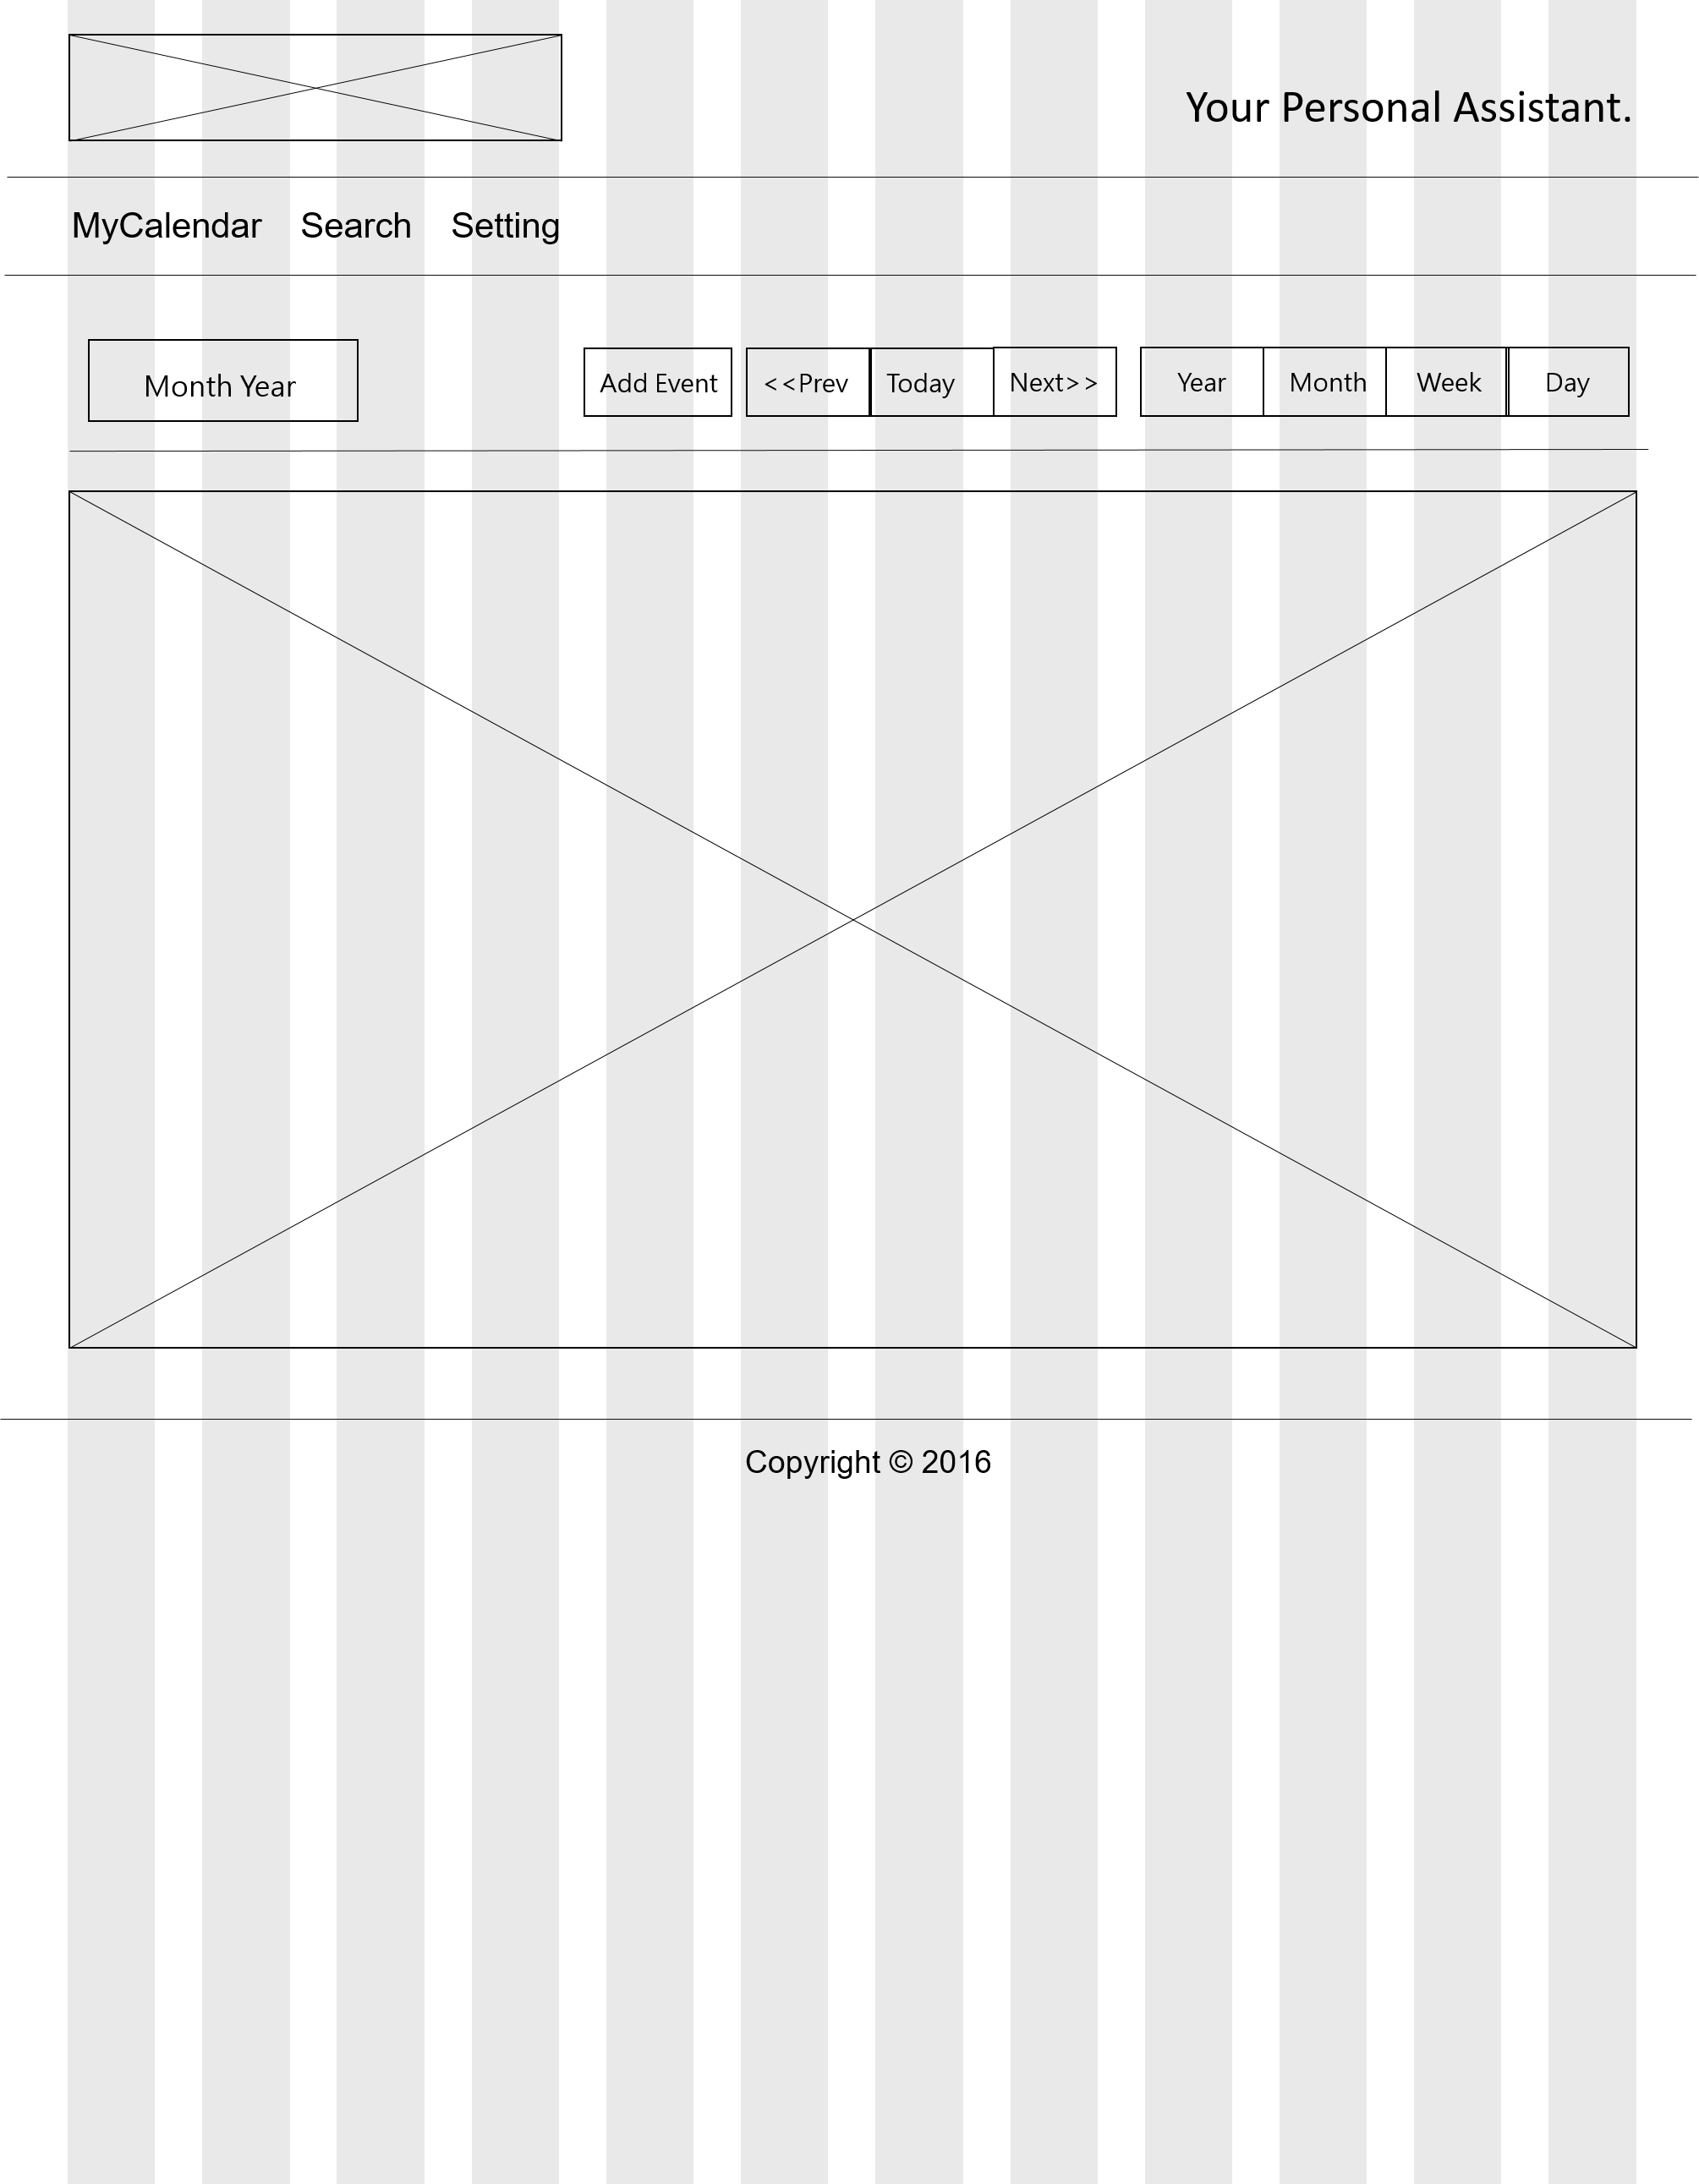 Your Personal Assistant.
MyCalendar Search Setting
Month Year Add Event <<Prev Today Next>> Year Month Week Day
Copyright © 2016